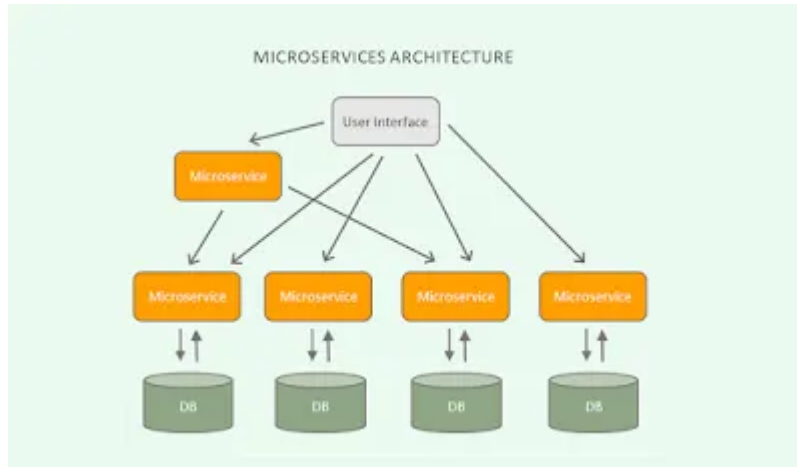 MICROSERVICES ARCHITECTURE
User Interface
Microservice
Microservice
Microservice
Microservice
Microservice
DB
DB
DB
DB